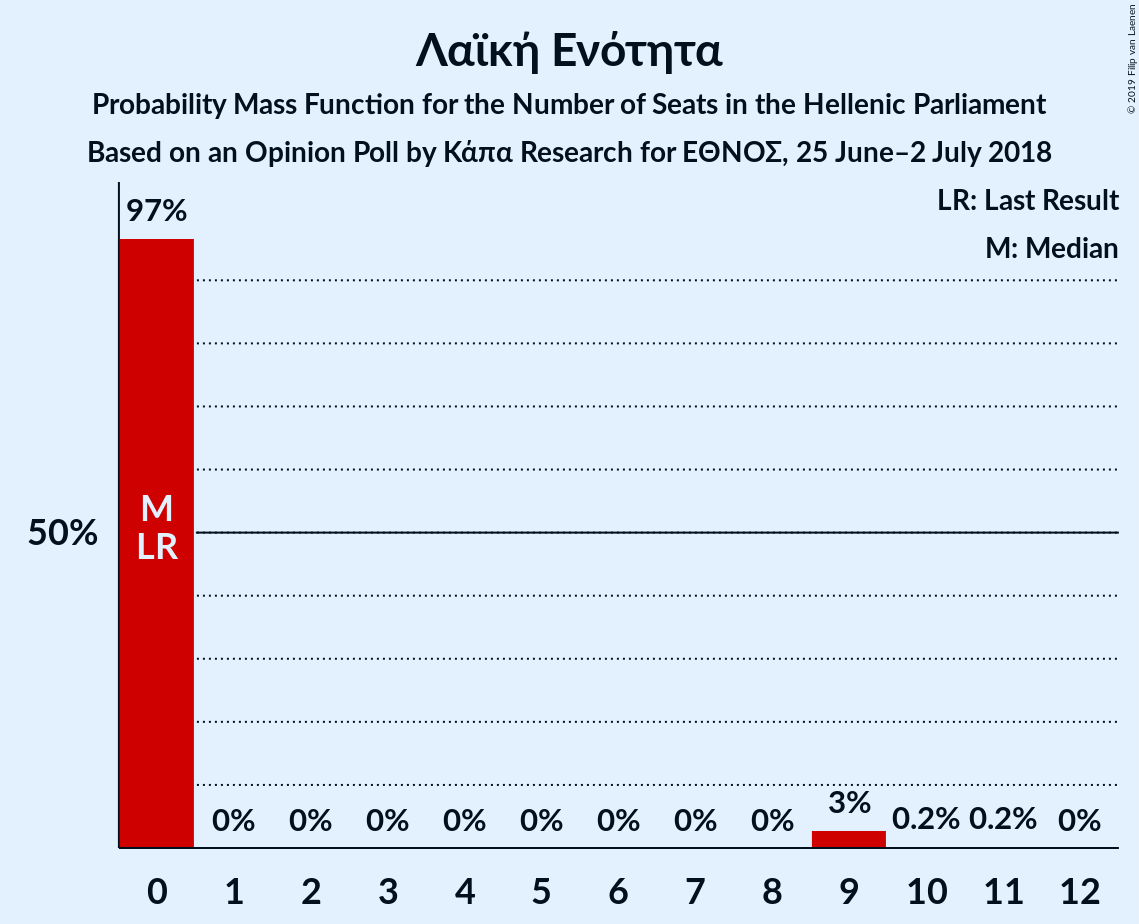 Λαϊκή Ενότητα
Probability Mass Function for the Number of Seats in the Hellenic Parliament
Based on an Opinion Poll by Κάπα Research for ΕΘΝΟΣ, 25 June–2 July 2018
© 2019 Filip van Laenen
LR: Last Result
M: Median
97%
50%
M
LR
0% 0% 0% 0% 0% 0% 0% 0% 3% 0.2% 0.2% 0%
0 1 2 3 4 5 6 7 8 9 10 11 12